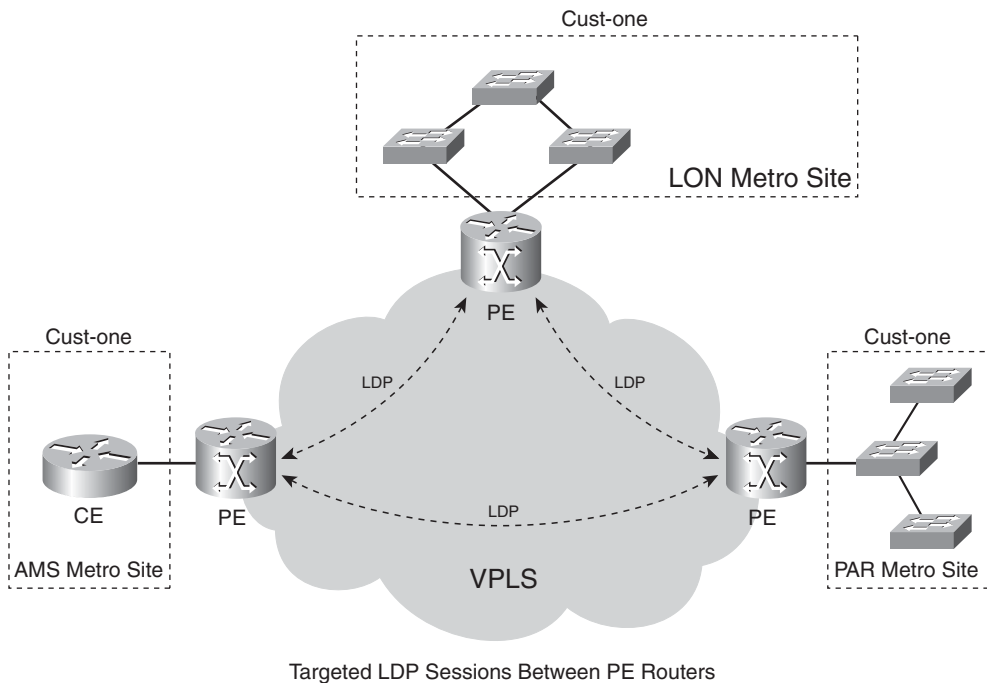 Cust-one
LON Metro Site
PE
Cust-one
Cust-one
LDP
LDP
CE
PE
PE
LDP
AMS Metro Site
VPLS
PAR Metro Site
Targeted LDP Sessions Between PE Routers